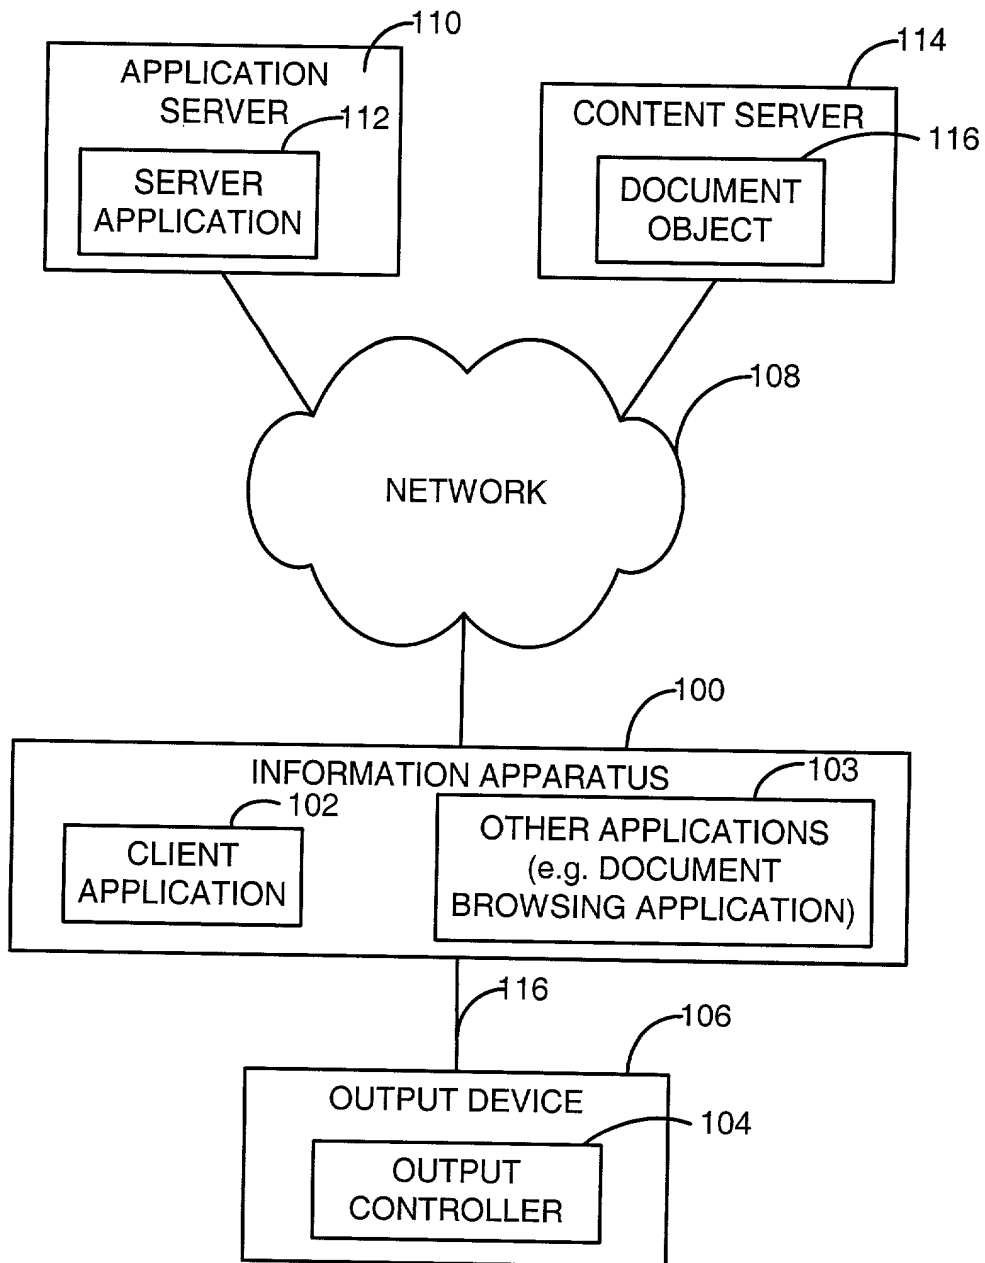 110
APPLICATION
SERVER
112
SERVER
APPLICATION
114
CONTENT SERVER
116
DOCUMENT
OBJECT
108
NETWORK
100
INFORMATION APPARATUS
102
CLIENT
APPLICATION
103
OTHER APPLICATIONS
(e.g. DOCUMENT
BROWSING APPLICATION)
116
106
OUTPUT DEVICE
104
OUTPUT
CONTROLLER